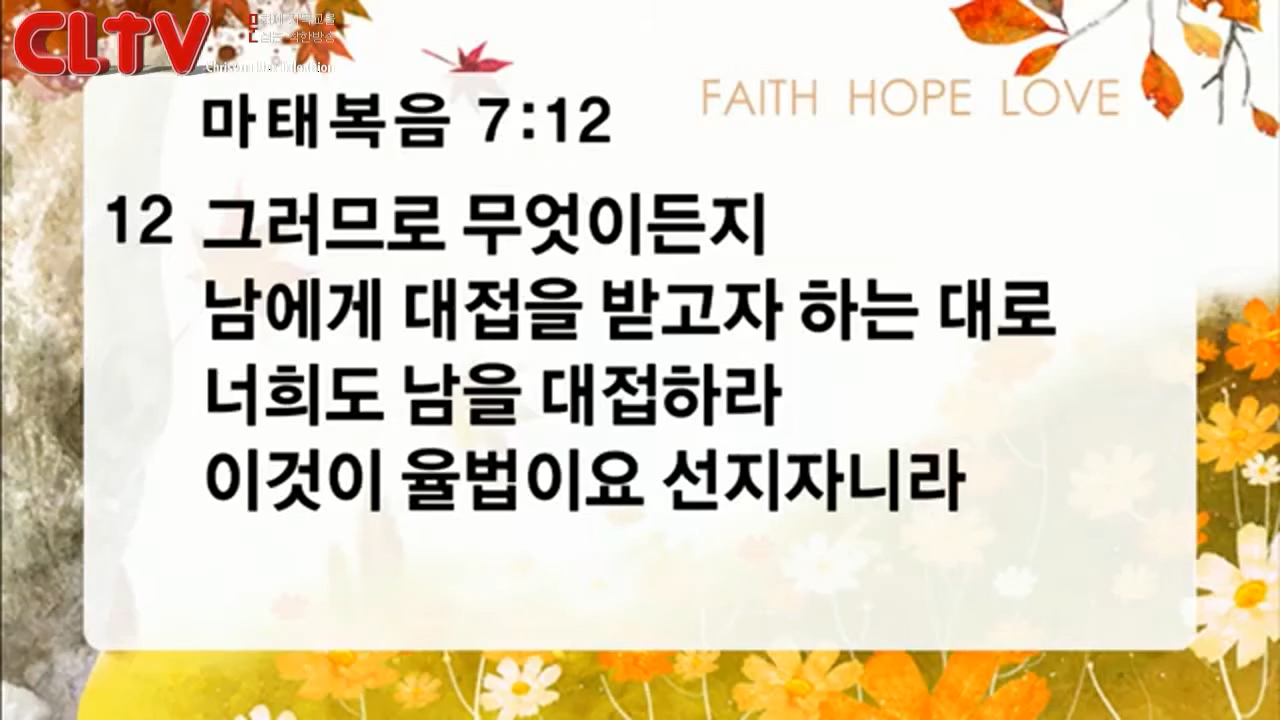 CLTV
FAITH HOPE LOVE
마태복음 7:12
12 그러므로 무엇이든지
남에게 대접을 받고자 하는 대로
너희도 남을 대접하라
이것이 율법이요 선지자니라